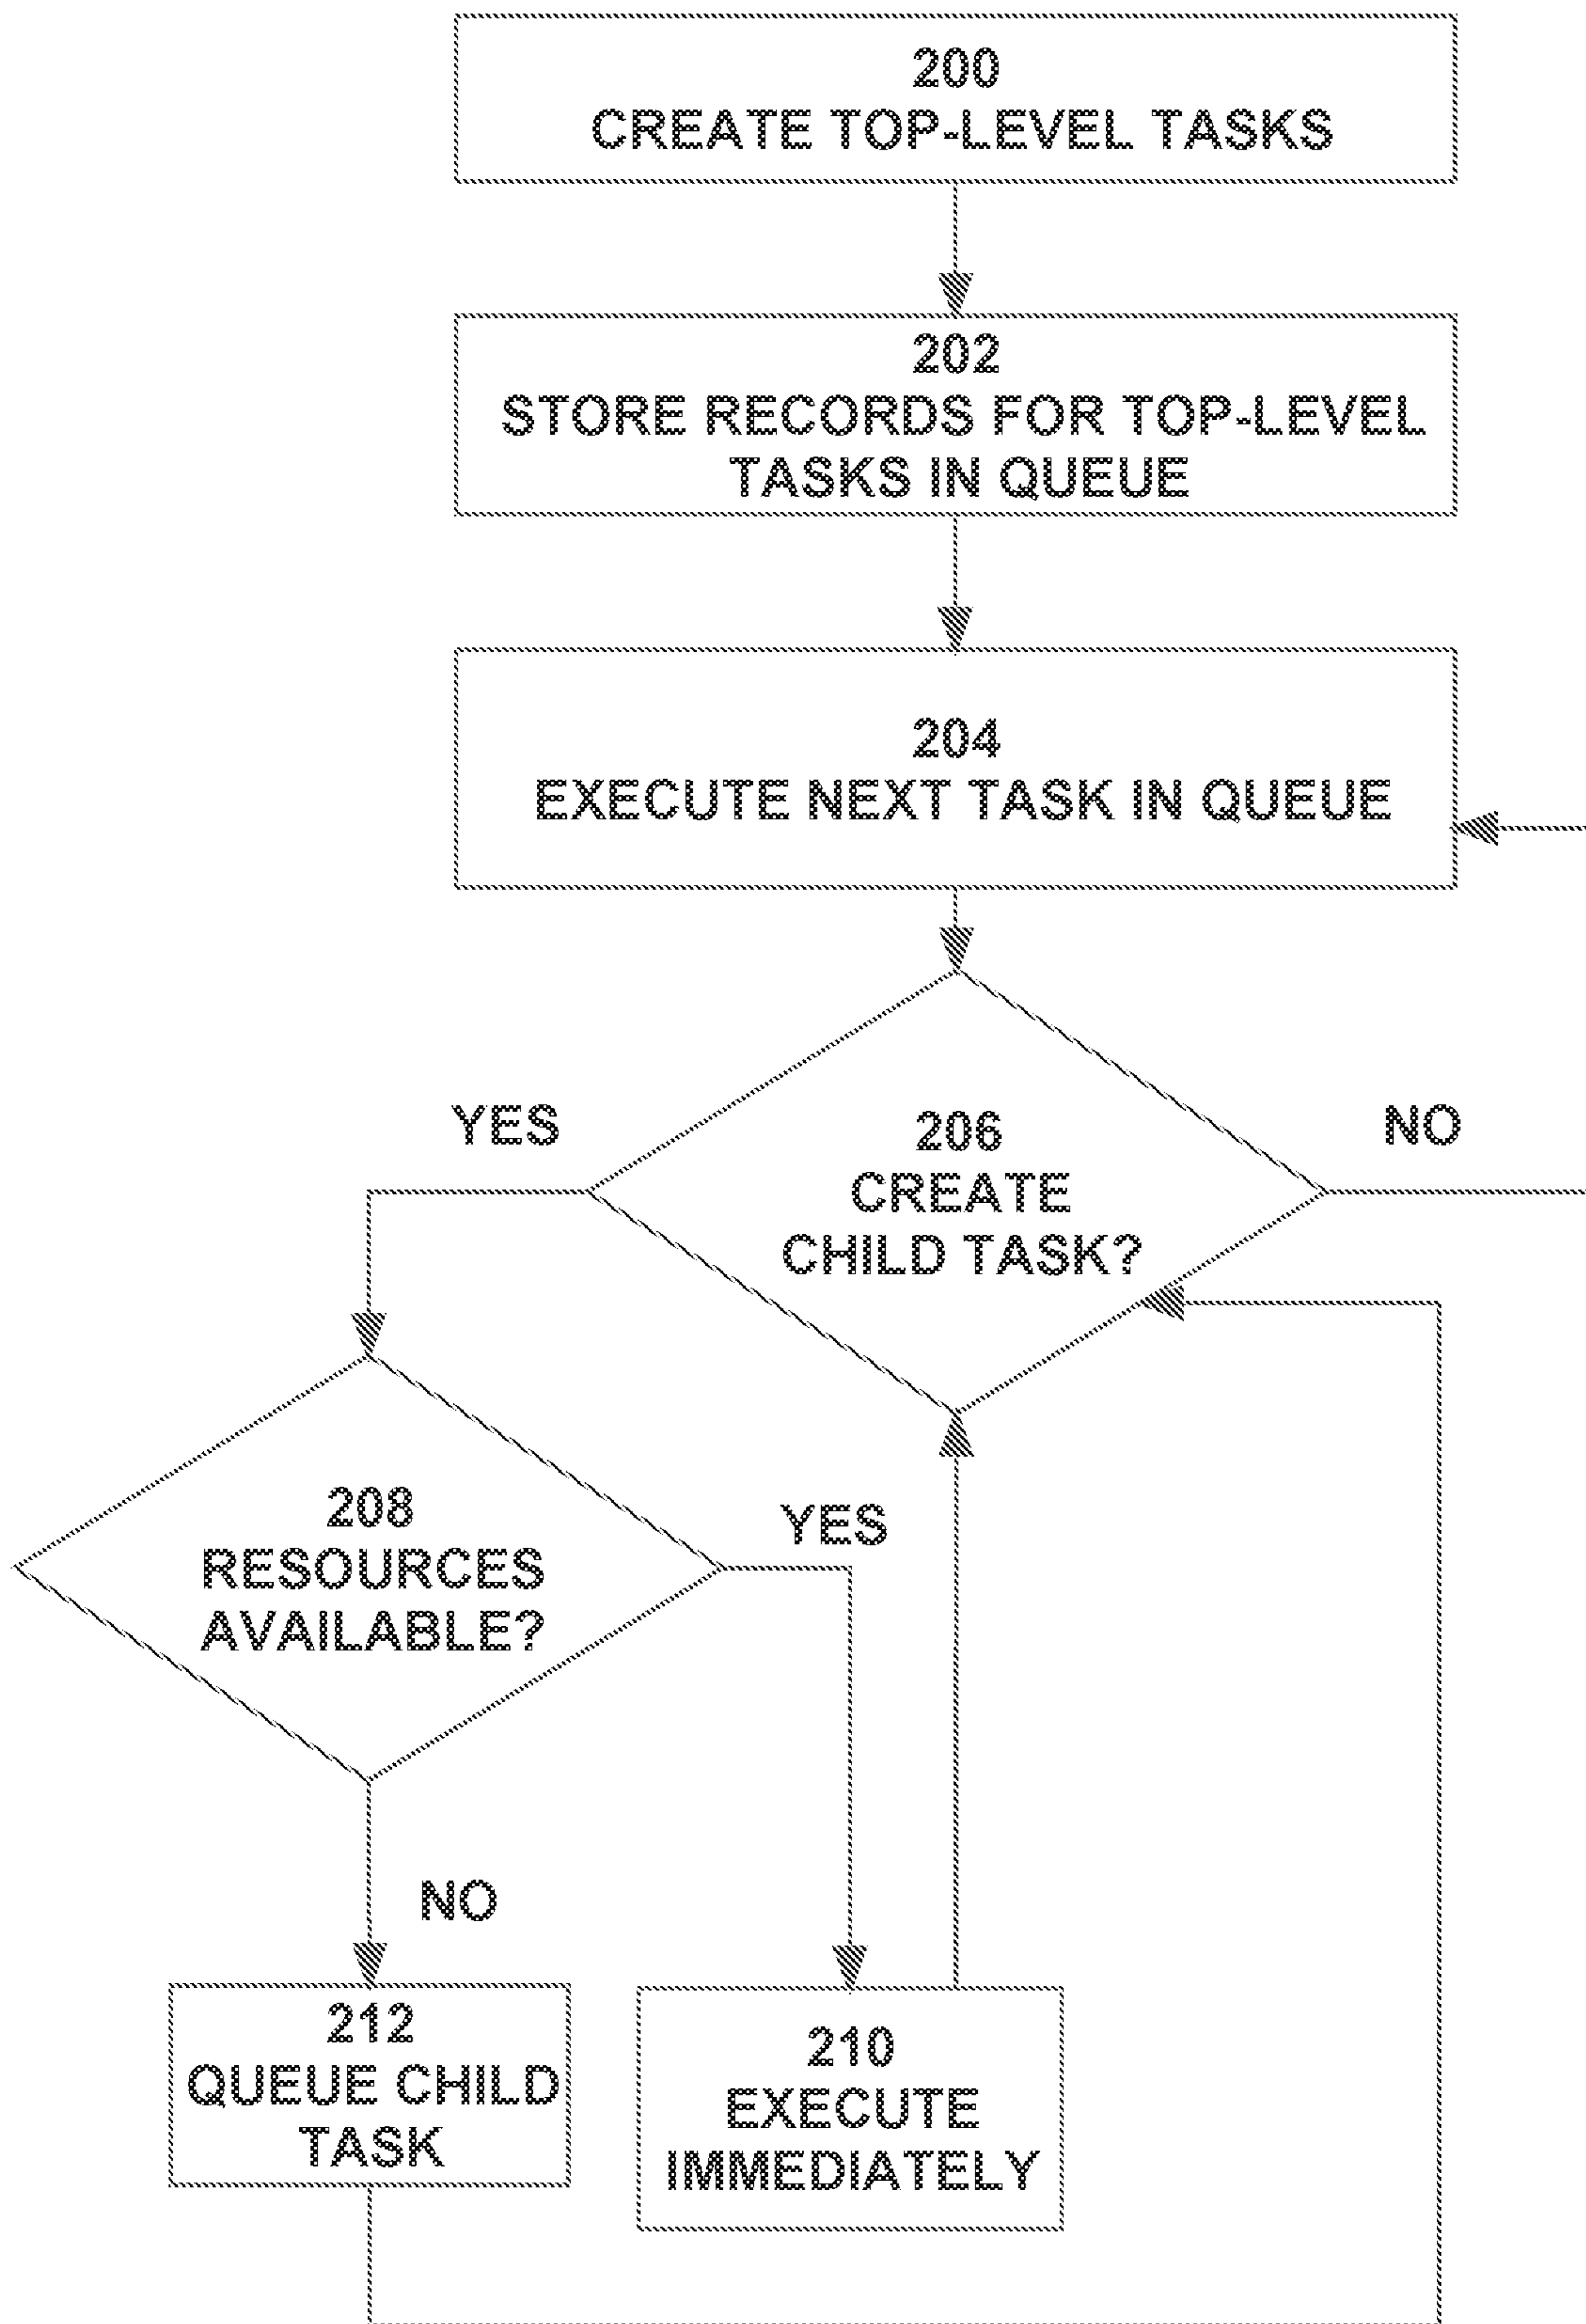 200
CREATE TOP-LEVEL TASKS
202
STORE RECORDS FOR TOP-LEVEL
TASKS IN QUEUE
204
EXECUTE NEXT TASK IN QUEUE
YES
206
CREATE
CHILD TASK?
NO
208
RESOURCES
AVAILABLE?
YES
NO
212
QUEUE CHILD
TASK
210
EXECUTE
IMMEDIATELY